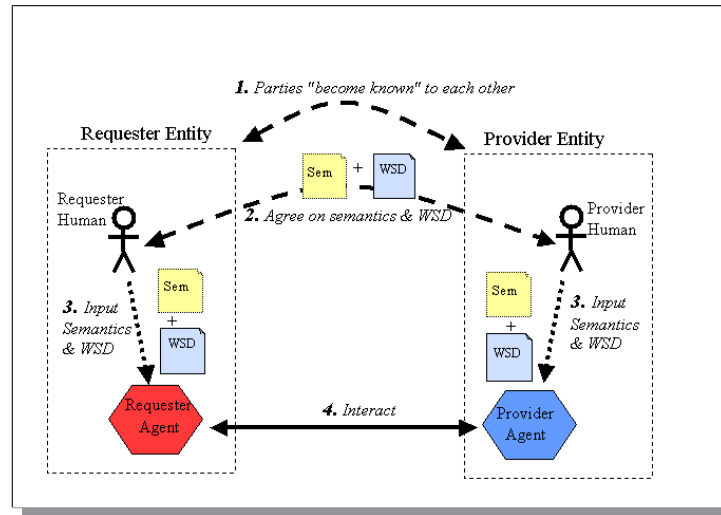 1. Parties "become known" to each other
Requester Entity
Provider Entity
Sem + WSD
Requester
Human
Provider
Human
2. Agree on semantics & WSD
3. Input
Semantics
& WSD
Sem
+
WSD
Sem
+
WSD
3. Input
Semantics
& WSD
Requester
Agent
4. Interact
Provider
Agent